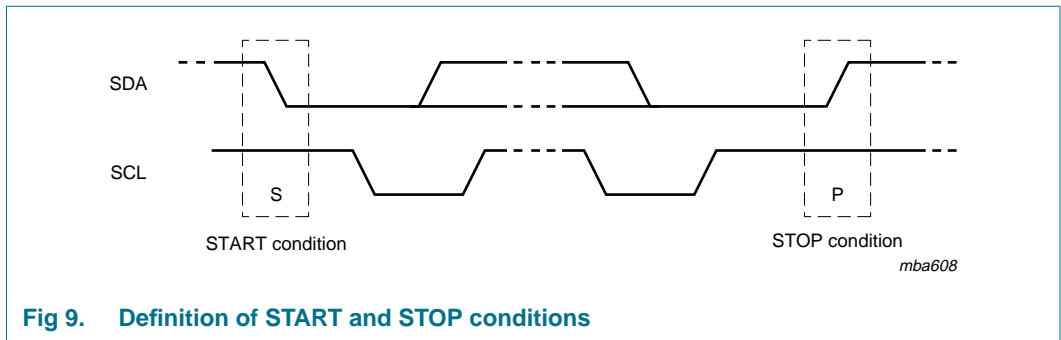 SDA
SCL
S
P
START condition
STOP condition
mba608
Fig 9. Definition of START and STOP conditions